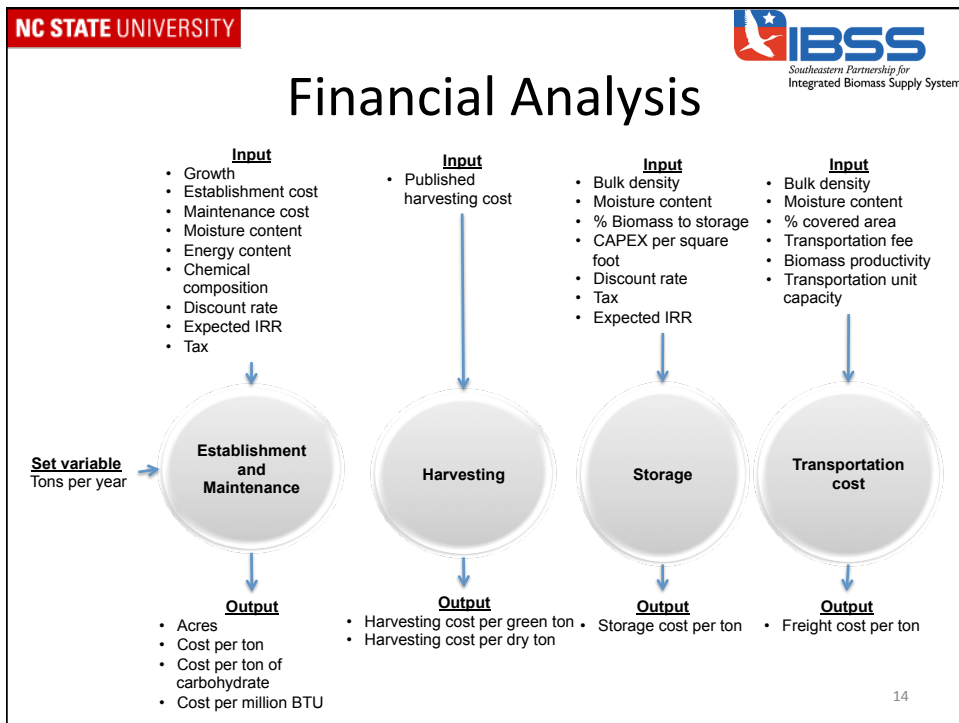 NC STATE UNIVERSITY
IBSS
Southeastern Partnership for
Integrated Biomass Supply System
Financial Analysis
Input
• Growth
• Establishment cost
• Maintenance cost
• Moisture content
• Energy content
• Chemical
composition
• Discount rate
• Expected IRR
• Tax
Input
• Published
harvesting cost
Input
• Bulk density
• Moisture content
• % Biomass to storage
• CAPEX per square
foot
• Discount rate
• Tax
• Expected IRR
Input
• Bulk density
• Moisture content
• % covered area
• Transportation fee
• Biomass productivity
• Transportation unit
capacity
Set variable
Tons per year
Establishment
and
Maintenance
Harvesting
Storage
Transportation
cost
Output
• Acres
• Cost per ton
• Cost per ton of
carbohydrate
• Cost per million BTU
Output
• Harvesting cost per green ton
• Harvesting cost per dry ton
Output
• Storage cost per ton
Output
• Freight cost per ton
14